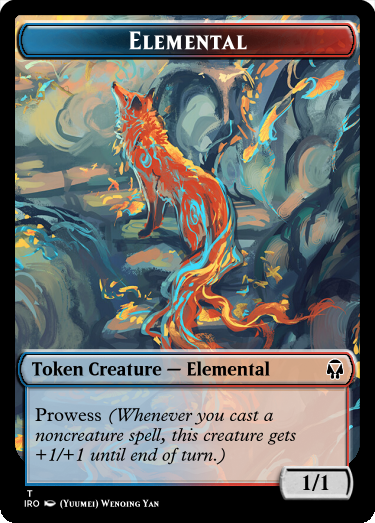 ELEMENTAL
Token Creature — Elemental
Prowess (Whenever you cast a
noncreature spell, this creature gets
+1/+1 until end of turn.)
1/1
T
IRO (Yuumei) Wenqing Yan